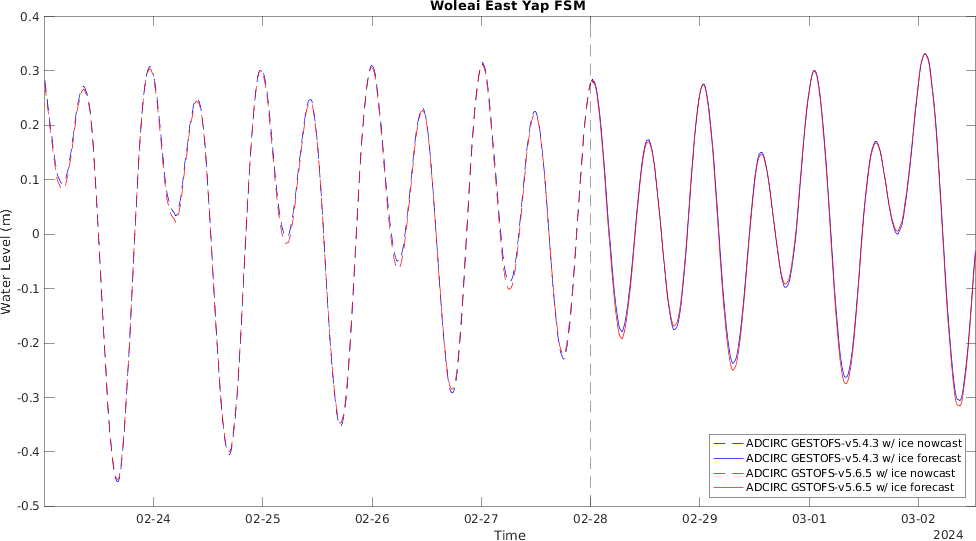 Woleai East Yap FSM
0.4
0.3
0.2
0.1
0
-0.1
-0.2
-0.3
-0.4
-0.5
Water Level (m)
ADCIRC GESTOFS-v5.4.3 w/ ice nowcast
ADCIRC GESTOFS-v5.4.3 w/ ice forecast
ADCIRC GSTOFS-v5.6.5 w/ ice nowcast
ADCIRC GSTOFS-v5.6.5 w/ ice forecast
02-24 02-25 02-26 02-27 02-28 02-29 03-01 03-02
Time
2024